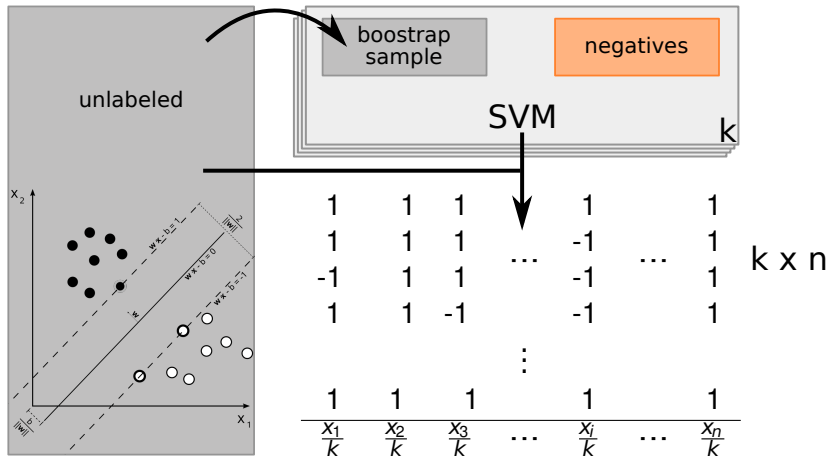 unlabeled
boostrap
sample
negatives
SVM
k
x₂
w x - b = 1
w x - b = 0
w x - b = -1
2
||w||
w
b
||w||
x₁
1 1 1 1 1
1 1 1 ... -1 ... 1
-1 1 1 -1 1
1 1 -1 -1 1
⋮
1 1 1 1 1
k x n
x₁/k x₂/k x₃/k ... xᵢ/k ... xₙ/k